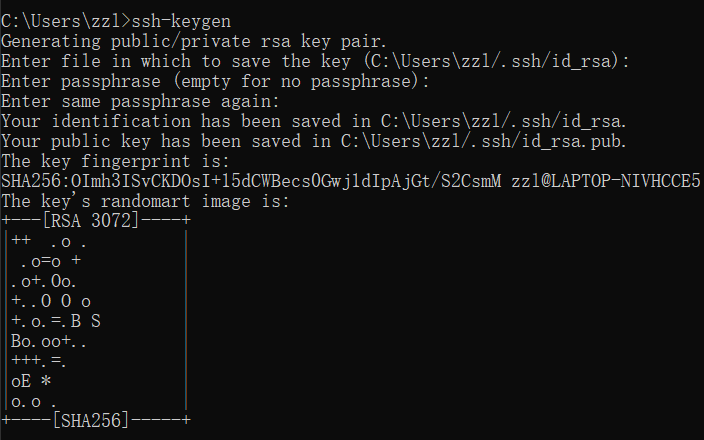 C:\Users\zzl>ssh-keygen
Generating public/private rsa key pair.
Enter file in which to save the key (C:\Users\zzl/.ssh/id_rsa):
Enter passphrase (empty for no passphrase):
Enter same passphrase again:
Your identification has been saved in C:\Users\zzl/.ssh/id_rsa.
Your public key has been saved in C:\Users\zzl/.ssh/id_rsa.pub.
The key fingerprint is:
SHA256:OImh3ISvCKDOsI+l5dCWBecs0Gwj1dIpAjGt/S2CsmM zzl@LAPTOP-NIVHCCE5
The key's randomart image is:
+---[RSA 3072]----+
|++  .o .         |
| .o=o +          |
|.o+.Oo.          |
|+..O O o         |
|+.o.=.B S        |
|Bo.oo+..         |
|+++.=.           |
|oE *             |
|o.o .            |
+----[SHA256]-----+